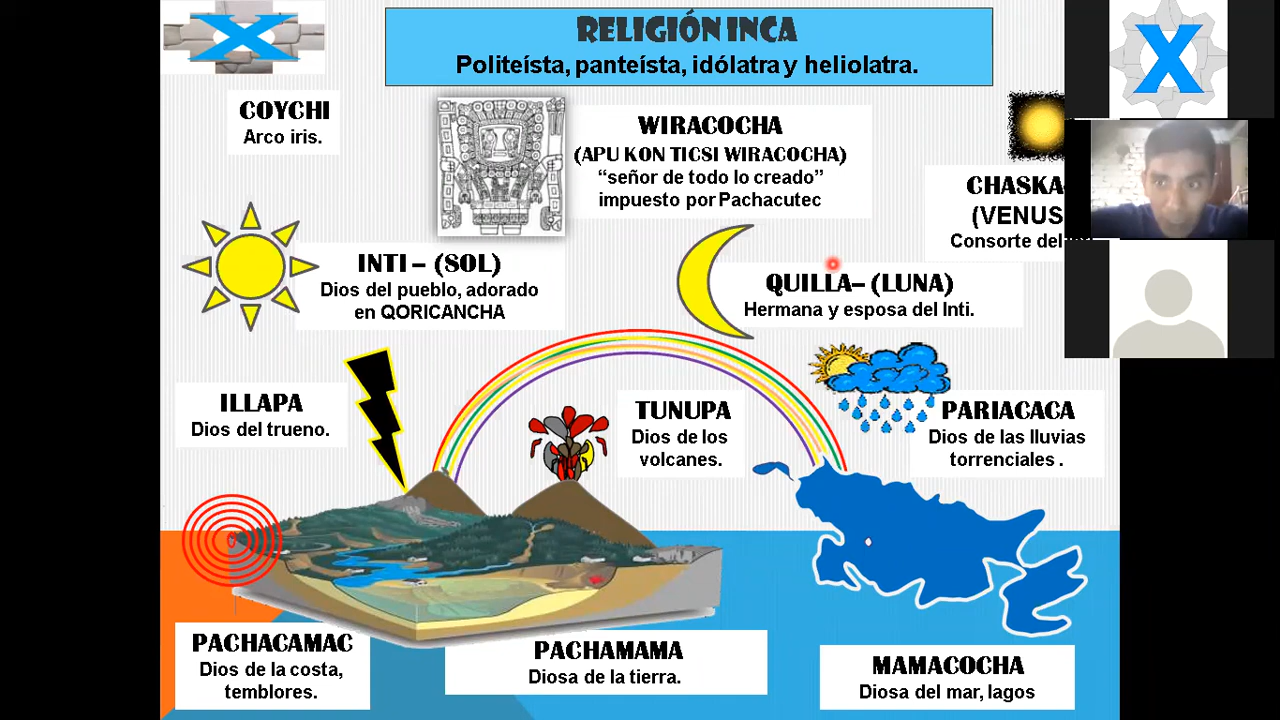 RELIGIÓN INCA
Politeísta, panteísta, idólatra y heliolatra.
COYCHI
Arco iris.
WIRACOCHA
(APU KON TICSI WIRACOCHA)
“señor de todo lo creado”
impuesto por Pachacutec
CHASKA
(VENUS
Consorte del
INTI – (SOL)
Dios del pueblo, adorado
en QORICANCHA
QUILLA– (LUNA)
Hermana y esposa del Inti.
ILLAPA
Dios del trueno.
TUNUPA
Dios de los
volcanes.
PARIACACA
Dios de las lluvias
torrenciales .
PACHACAMAC
Dios de la costa,
temblores.
PACHAMAMA
Diosa de la tierra.
MAMACOCHA
Diosa del mar, lagos